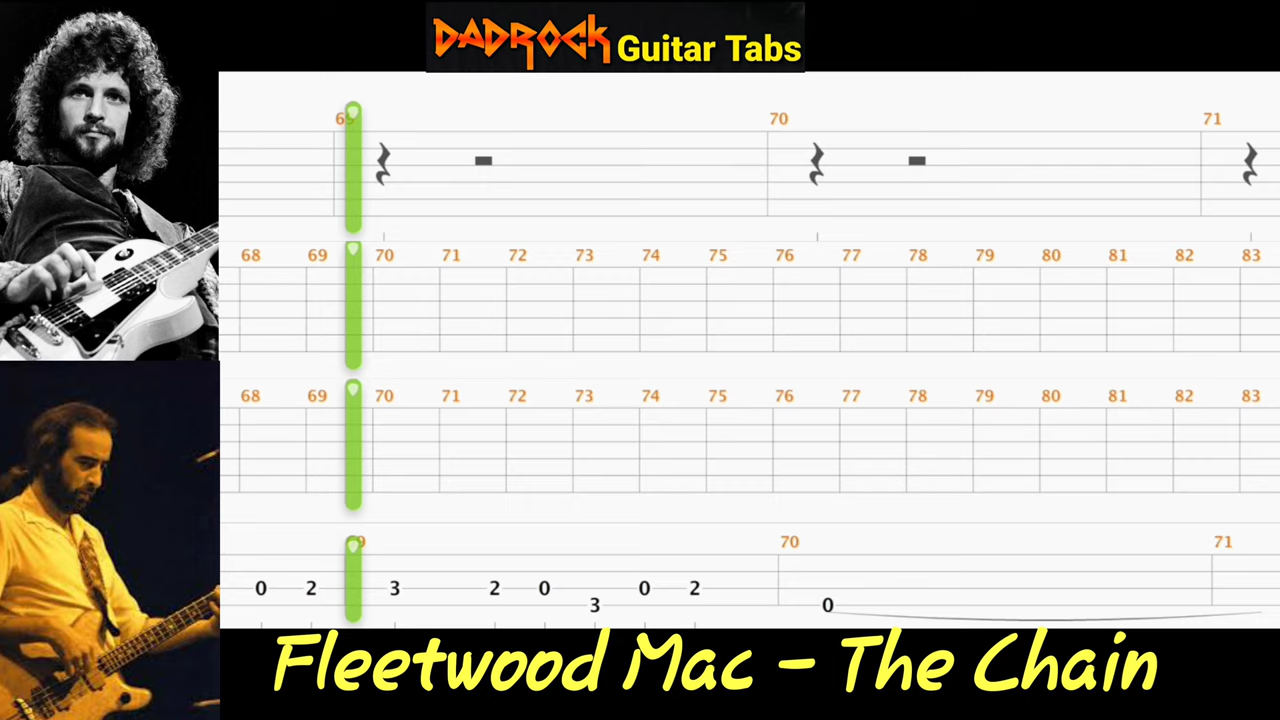 DADROCK Guitar Tabs
70 71
68 69 70 71 72 73 74 75 76 77 78 79 80 81 82 83
68 69 70 71 72 73 74 75 76 77 78 79 80 81 82 83
70 71
0 2 3 2 0 0 2
3 0
Fleetwood Mac - The Chain